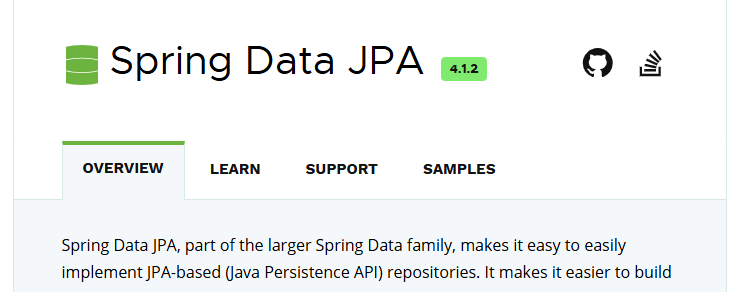 Spring Data JPA 4.1.2
OVERVIEW LEARN SUPPORT SAMPLES
Spring Data JPA, part of the larger Spring Data family, makes it easy to easily
implement JPA-based (Java Persistence API) repositories. It makes it easier to build